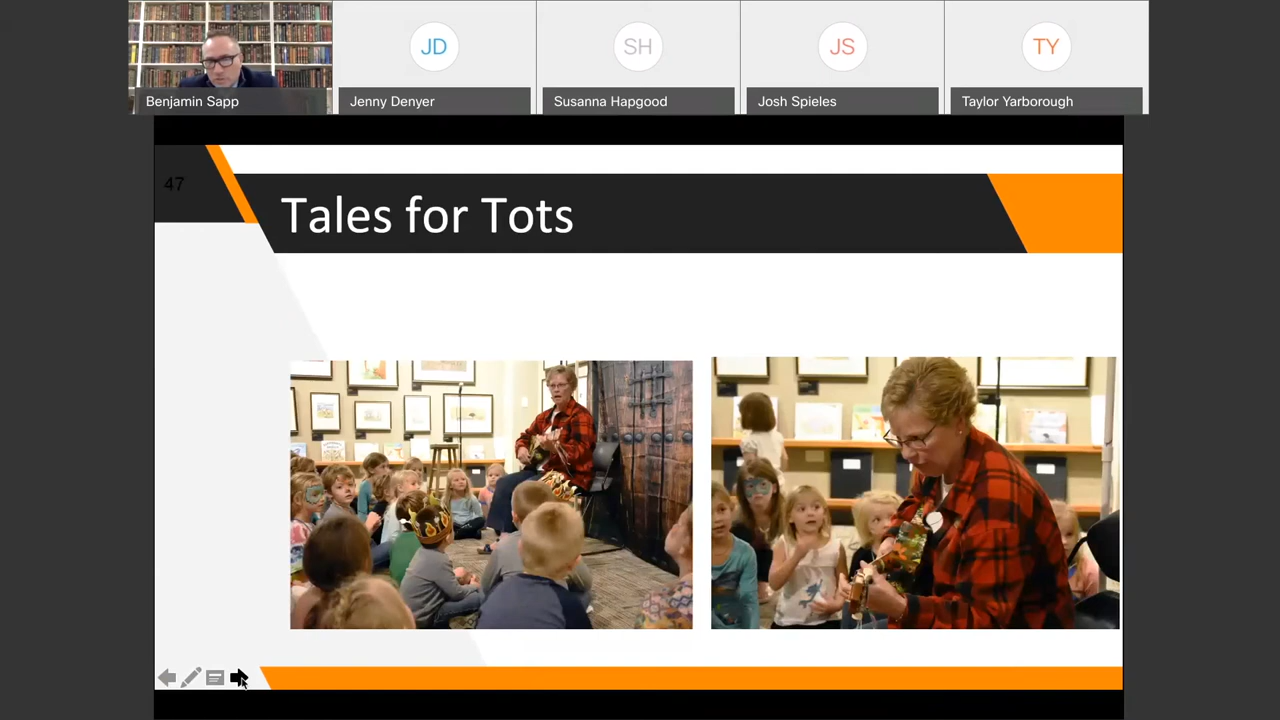 JD
SH
JS
TY
Benjamin Sapp
Jenny Denyer
Susanna Hapgood
Josh Spieles
Taylor Yarborough
47
Tales for Tots